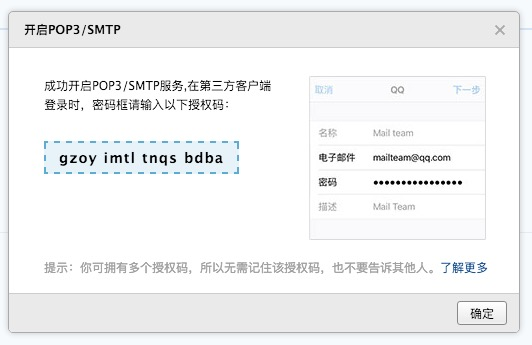 开启POP3/SMTP
成功开启POP3/SMTP服务,在第三方客户端
登录时，密码框请输入以下授权码：
gzoy imtl tnqs bdba
取消 QQ 下一步
名称 Mail team
电子邮件 mailteam@qq.com
密码 ●●●●●●●●●●●●●●●●
描述 Mail Team
提示：你可拥有多个授权码，所以无需记住该授权码，也不要告诉其他人。了解更多
确定